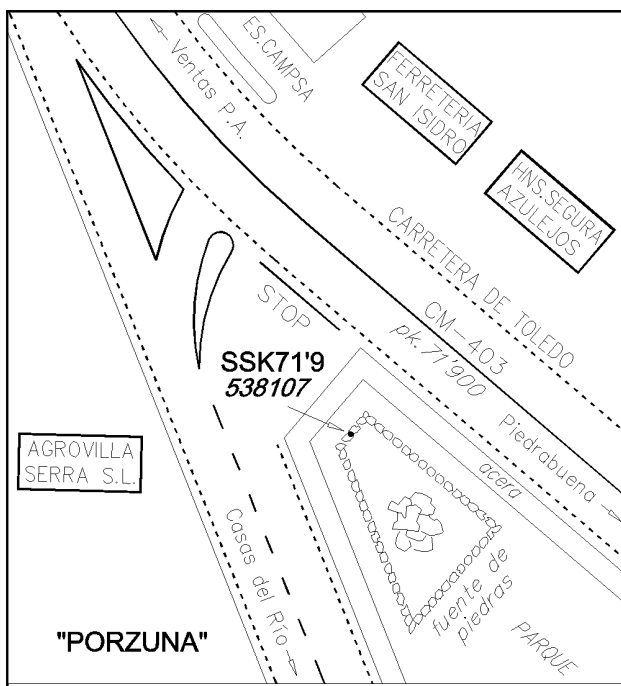 ES.CAMPSA
Ventas P.A.
FERRETERIA
SAN ISIDRO
HNS.SEGURA
AZULEJOS
CARRETERA DE TOLEDO
CM-403
pk. 71'900
STOP
SSK71'9
538107
Piedrabuena
acera
AGROVILLA
SERRA S.L.
Casas del Río
fuente de
piedras
PARQUE
"PORZUNA"